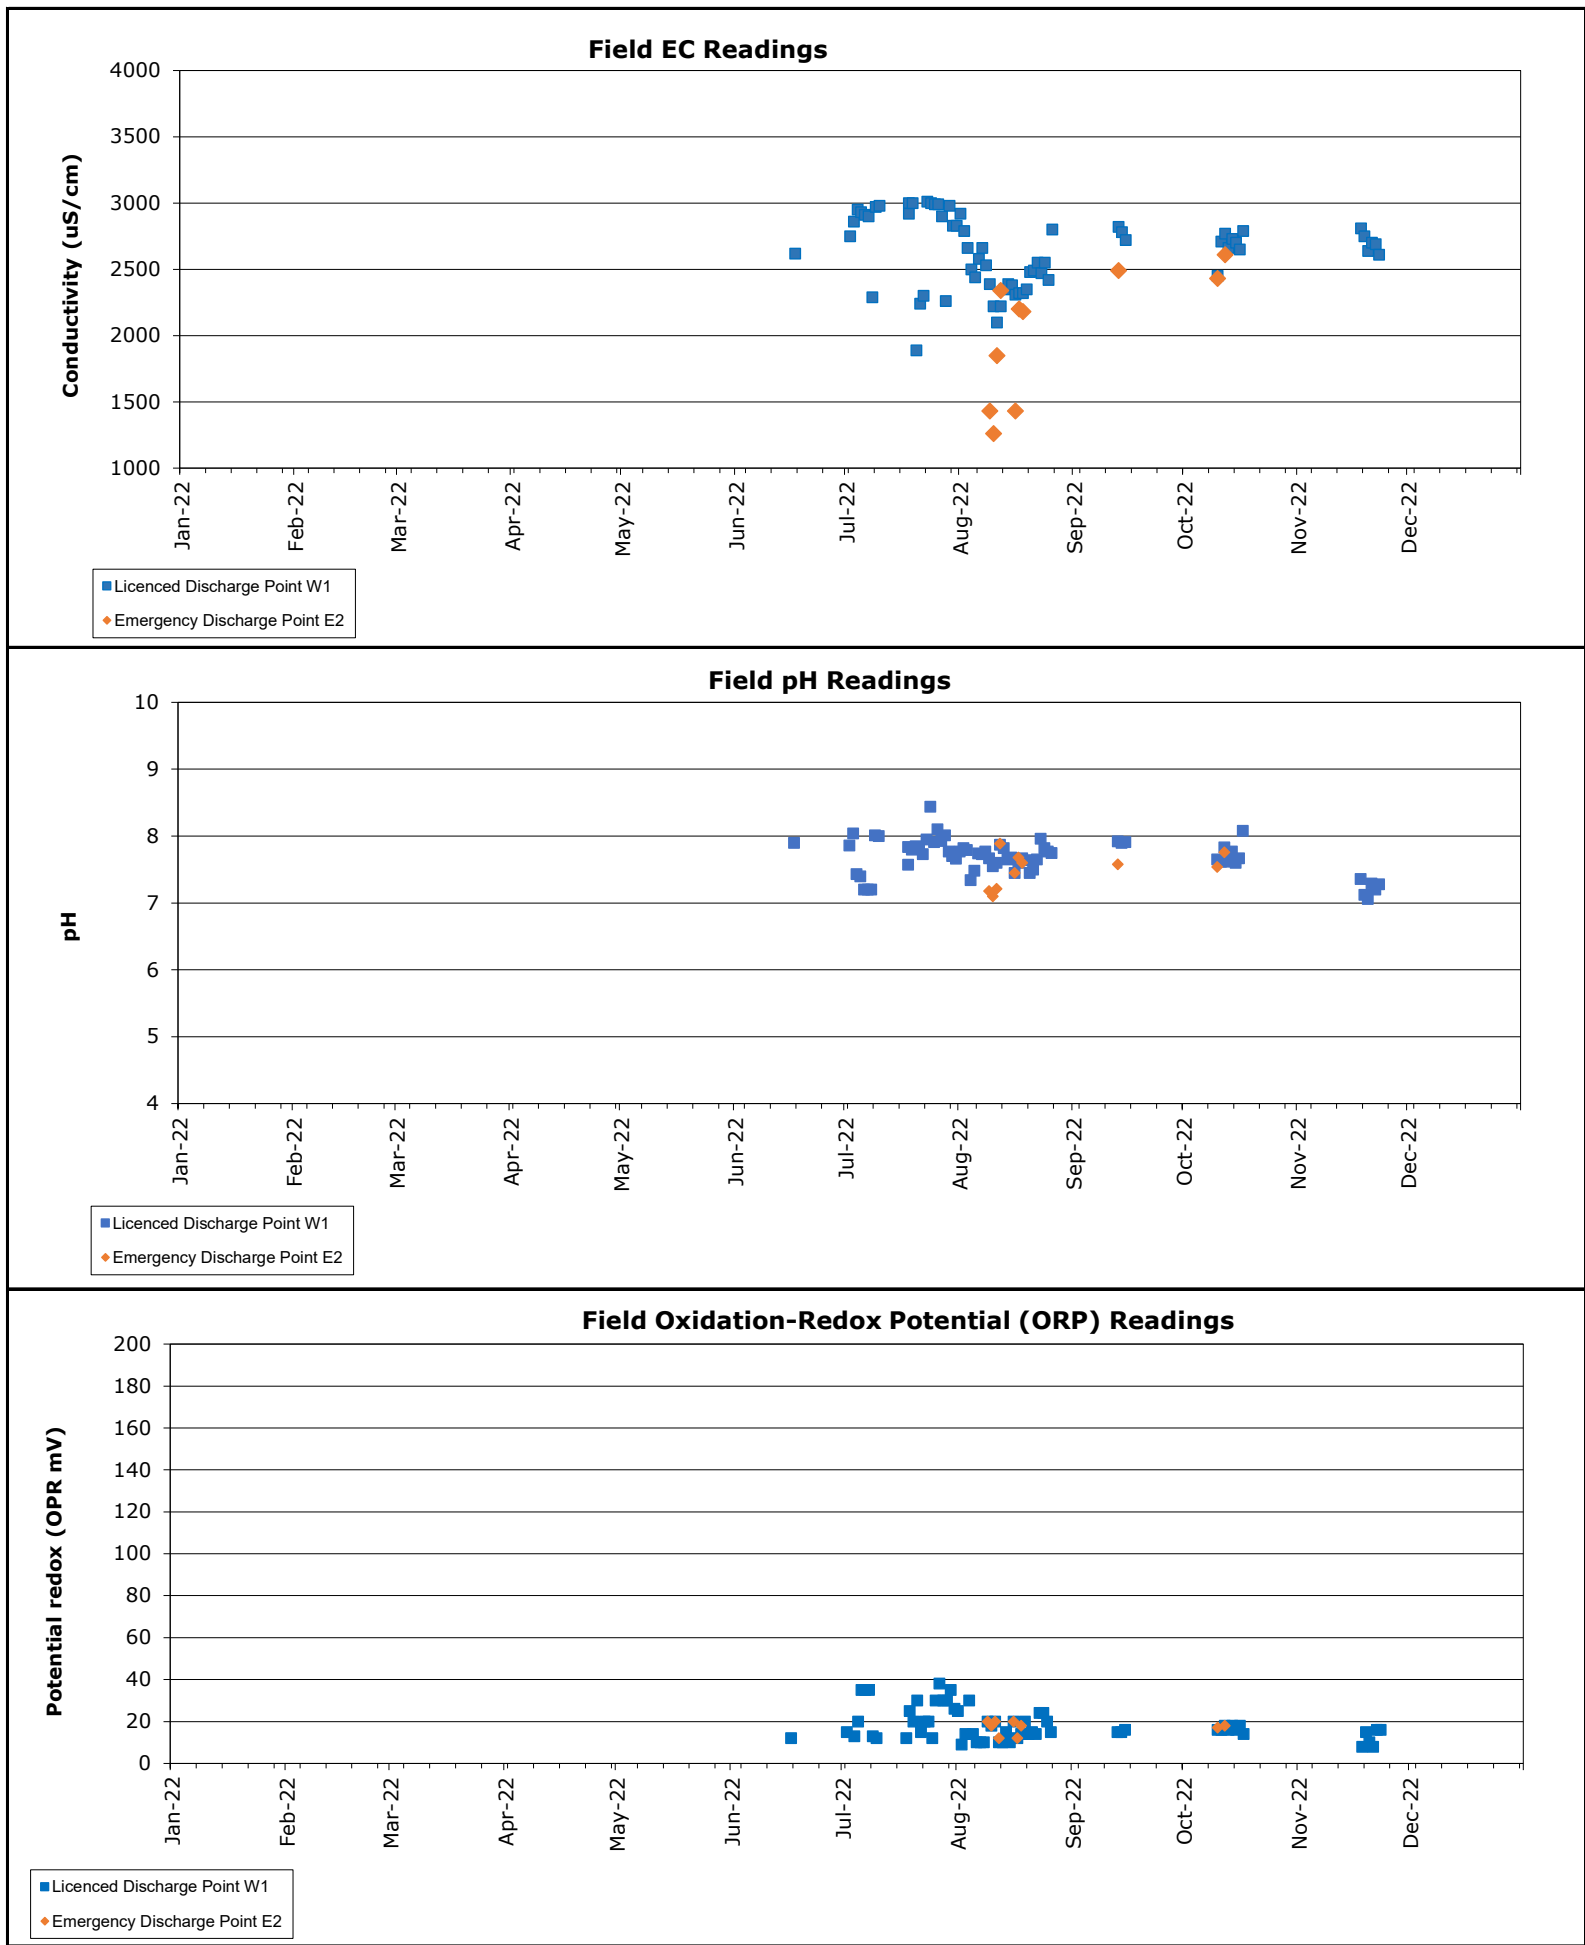 Field EC Readings
4000
3500
3000
2500
2000
1500
1000
Conductivity (uS/cm)
Jan-22
Feb-22
Mar-22
Apr-22
May-22
Jun-22
Jul-22
Aug-22
Sep-22
Oct-22
Nov-22
Dec-22
Licenced Discharge Point W1
Emergency Discharge Point E2
Field pH Readings
10
9
8
7
6
5
4
pH
Jan-22
Feb-22
Mar-22
Apr-22
May-22
Jun-22
Jul-22
Aug-22
Sep-22
Oct-22
Nov-22
Dec-22
Licenced Discharge Point W1
Emergency Discharge Point E2
Field Oxidation-Redox Potential (ORP) Readings
200
180
160
140
120
100
80
60
40
20
0
Potential redox (OPR mV)
Jan-22
Feb-22
Mar-22
Apr-22
May-22
Jun-22
Jul-22
Aug-22
Sep-22
Oct-22
Nov-22
Dec-22
Licenced Discharge Point W1
Emergency Discharge Point E2